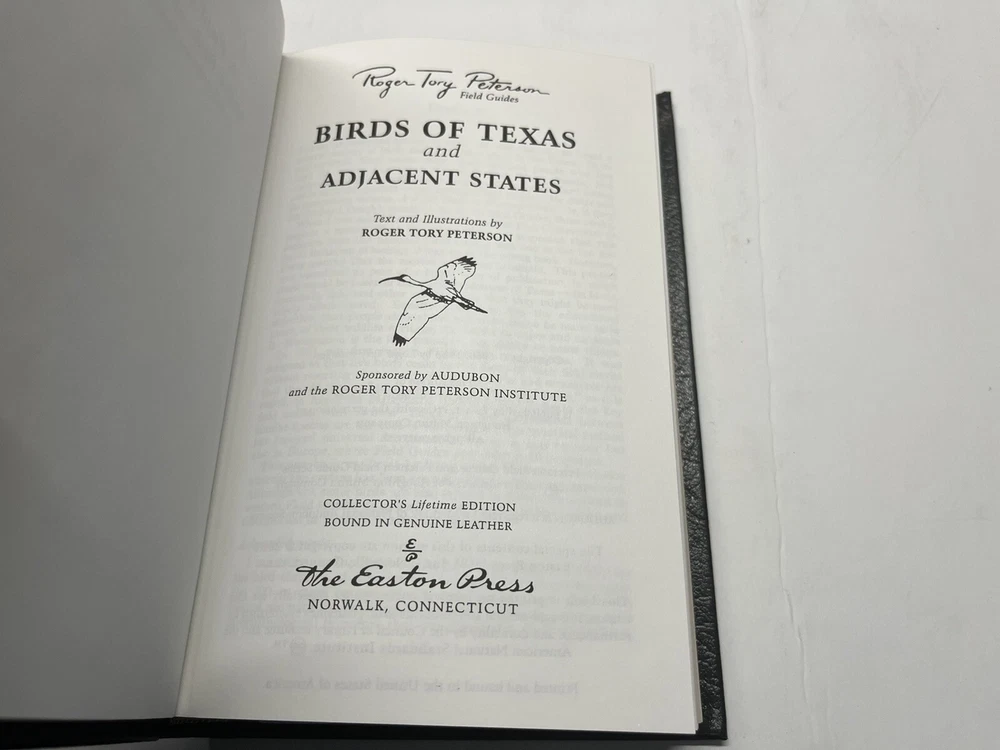 Roger Tory Peterson
Field Guides
BIRDS OF TEXAS
and
ADJACENT STATES
Text and Illustrations by
ROGER TORY PETERSON
Sponsored by AUDUBON
and the ROGER TORY PETERSON INSTITUTE
COLLECTOR'S Lifetime EDITION
BOUND IN GENUINE LEATHER
E
P
The Easton Press
NORWALK, CONNECTICUT